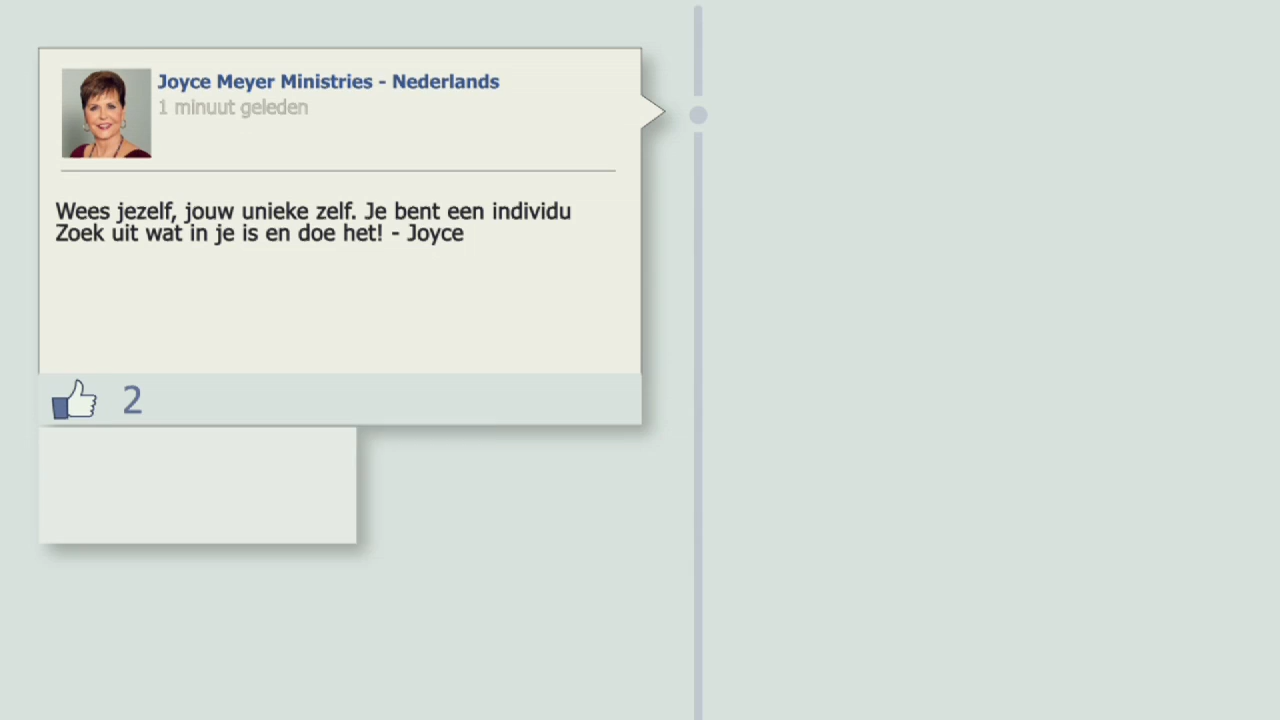 Joyce Meyer Ministries - Nederlands
1 minuut geleden
Wees jezelf, jouw unieke zelf. Je bent een individu
Zoek uit wat in je is en doe het! - Joyce
2